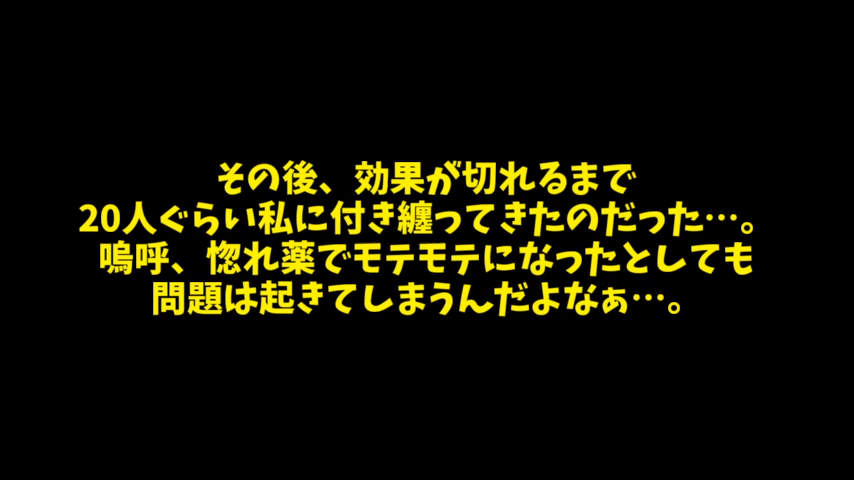 その後、効果が切れるまで
20人ぐらい私に付き纏ってきたのだった…。
嗚呼、惚れ薬でモテモテになったとしても
問題は起きてしまうんだよなぁ…。